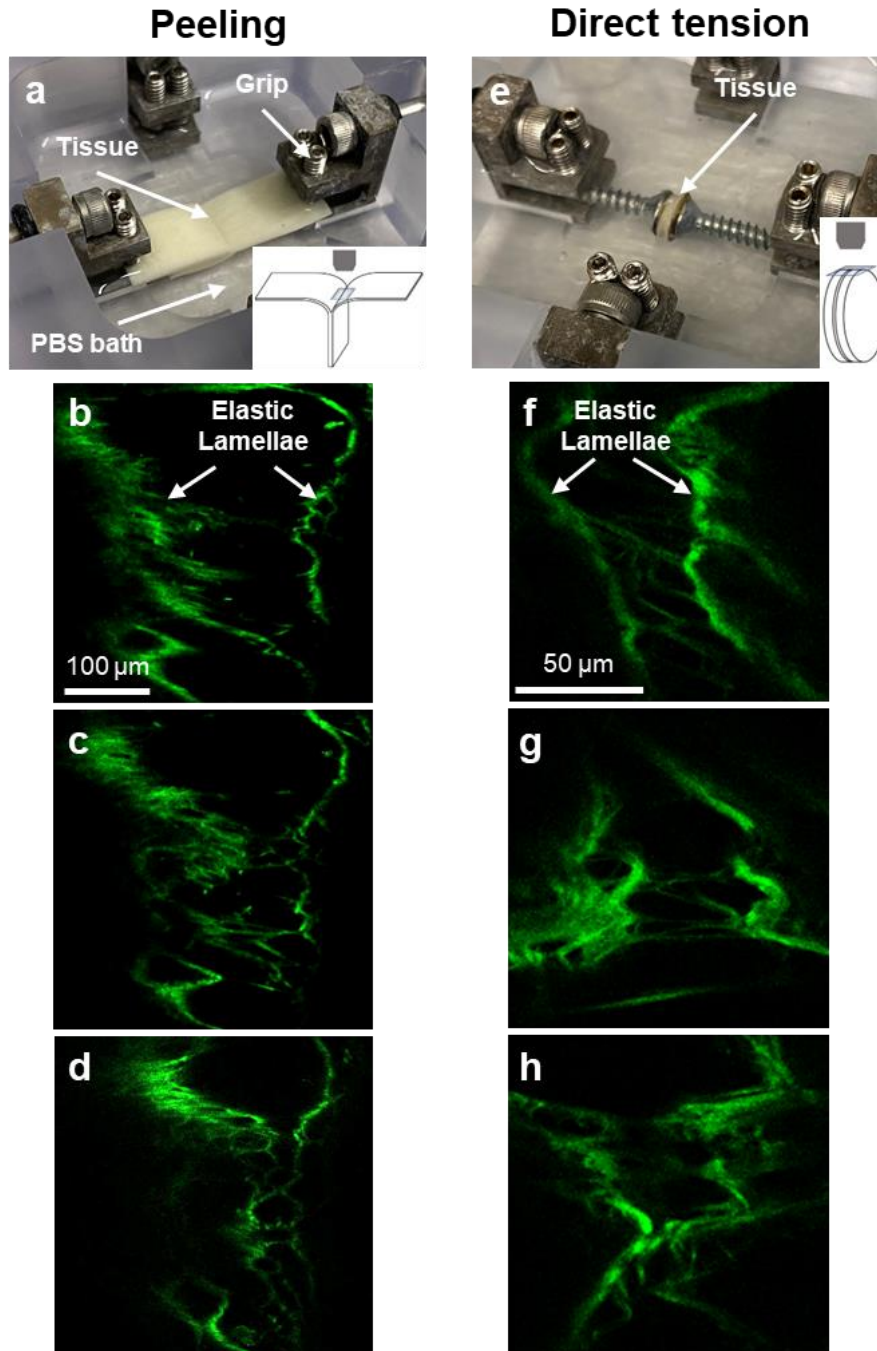 Peeling
Direct tension
a
Grip
Tissue
PBS bath
e
Tissue
b
Elastic
Lamellae
100 µm
f
Elastic
Lamellae
50 µm
c
g
d
h